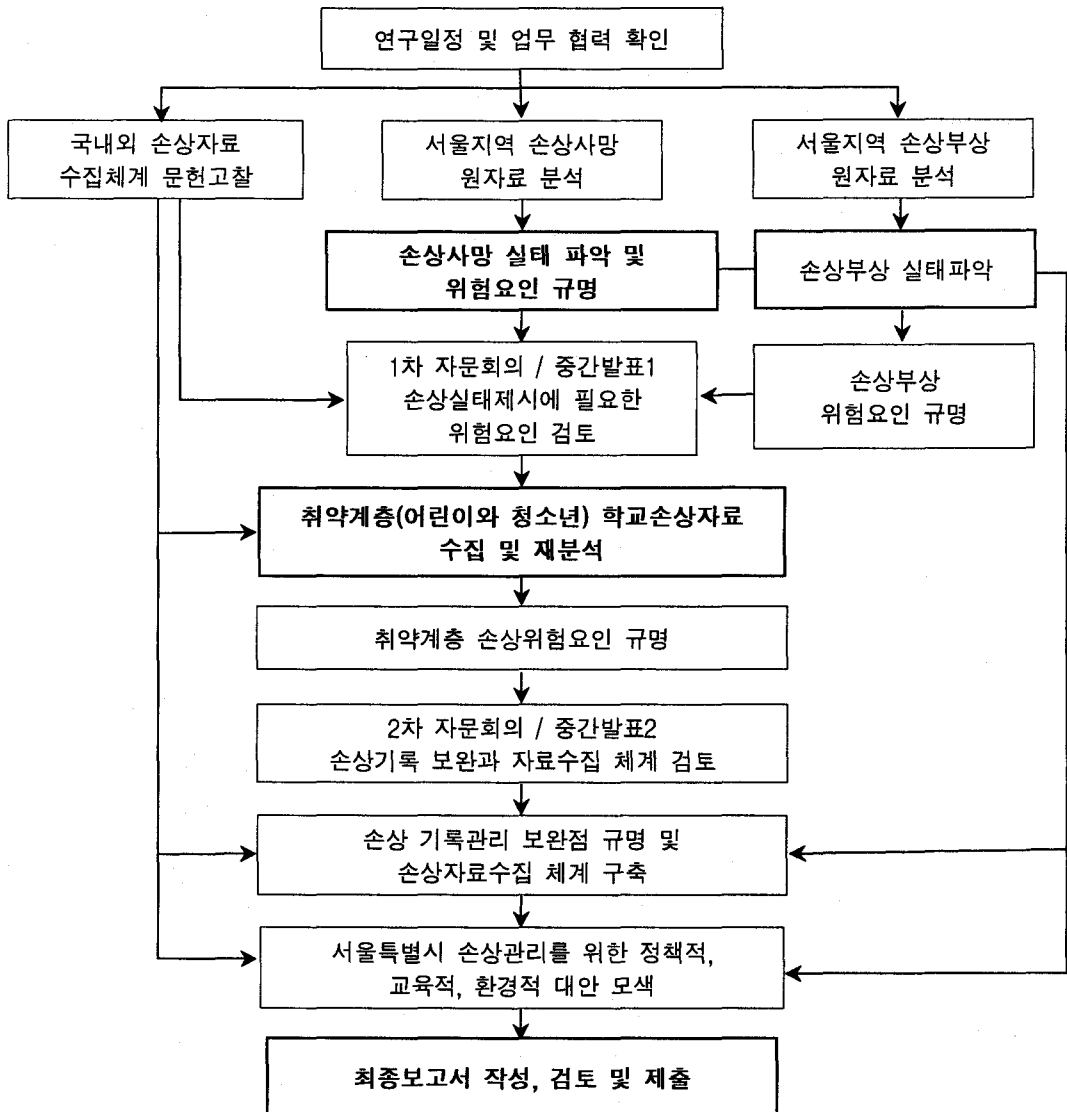 연구일정 및 업무 협력 확인
국내외 손상자료
수집체계 문헌고찰
서울지역 손상사망
원자료 분석
서울지역 손상부상
원자료 분석
손상사망 실태 파악 및
위험요인 규명
손상부상 실태파악
1차 자문회의 / 중간발표1
손상실태제시에 필요한
위험요인 검토
손상부상
위험요인 규명
취약계층(어린이와 청소년) 학교손상자료
수집 및 재분석
취약계층 손상위험요인 규명
2차 자문회의 / 중간발표2
손상기록 보완과 자료수집 체계 검토
손상 기록관리 보완점 규명 및
손상자료수집 체계 구축
서울특별시 손상관리를 위한 정책적,
교육적, 환경적 대안 모색
최종보고서 작성, 검토 및 제출